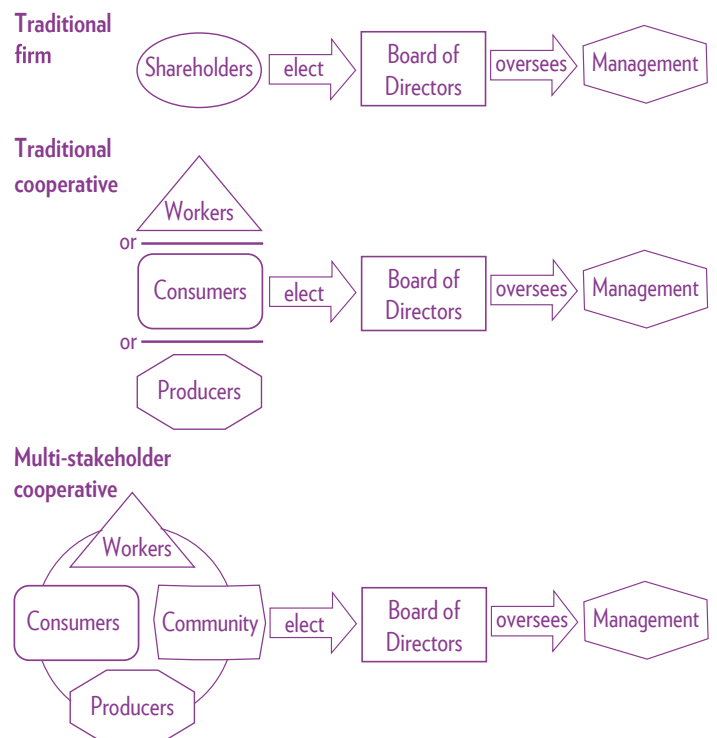 Traditional
firm
Shareholders
elect
Board of
Directors
oversees
Management
Traditional
cooperative
Workers
or
Consumers
elect
Board of
Directors
oversees
Management
or
Producers
Multi-stakeholder
cooperative
Workers
Consumers
Community
elect
Board of
Directors
oversees
Management
Producers